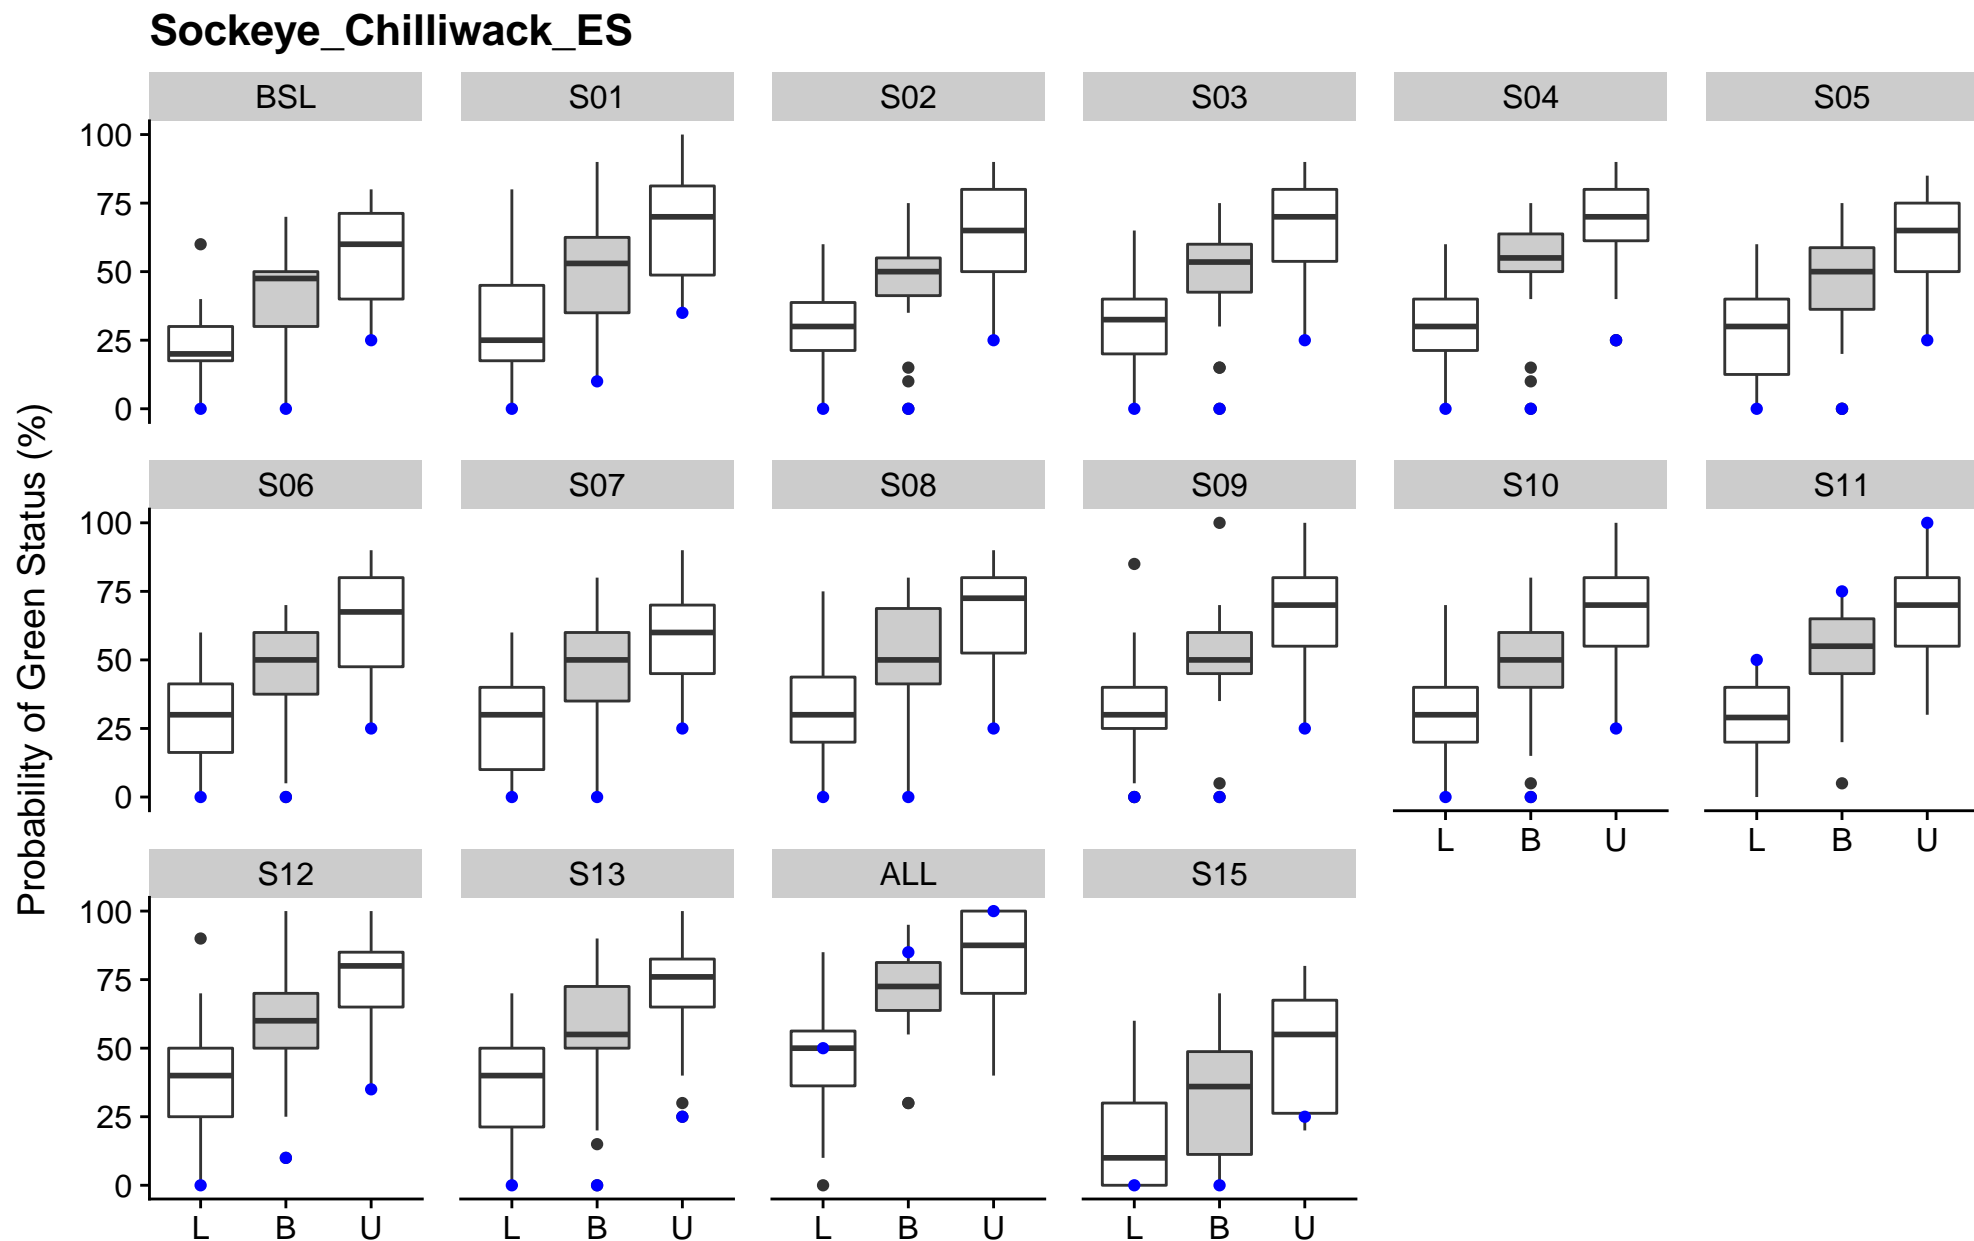 Sockeye_Chilliwack_ES
BSL S01 S02 S03 S04 S05
100
75
50
25
0
Probability of Green Status (%)
S06 S07 S08 S09 S10 S11
100
75
50
25
0
L B U L B U
S12 S13 ALL S15
100
75
50
25
0
L B U L B U L B U L B U